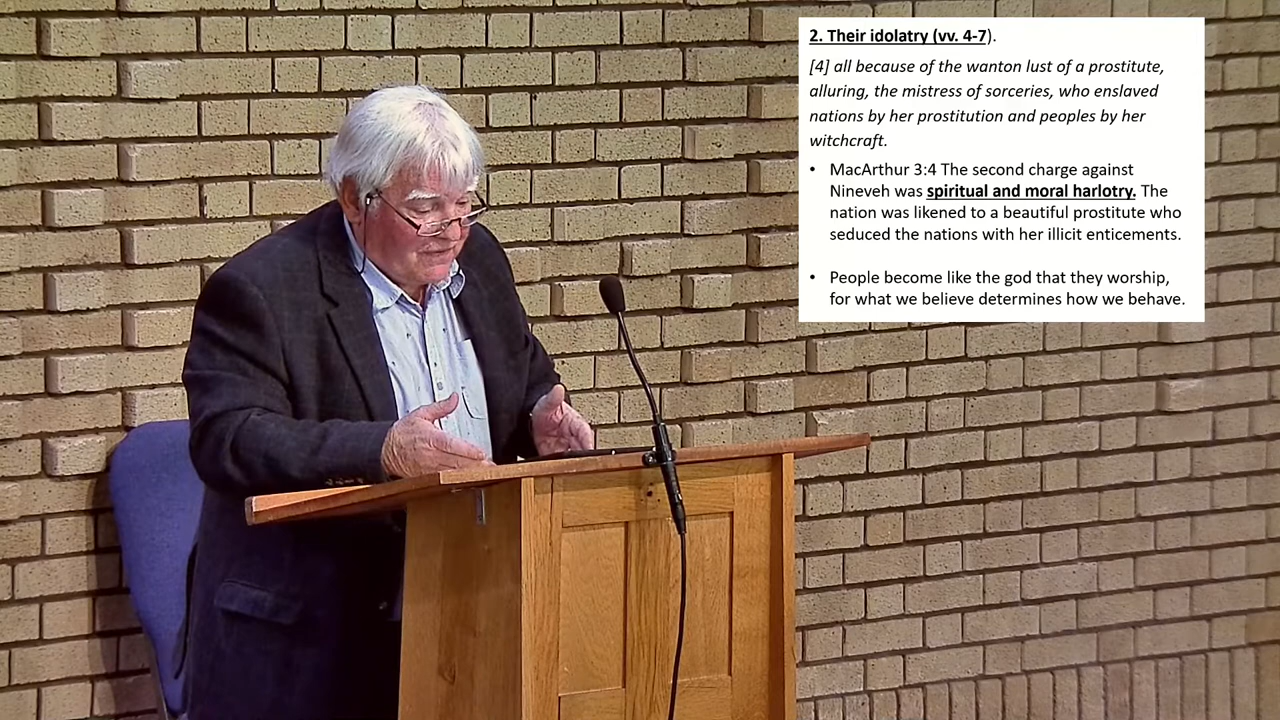 2. Their idolatry (vv. 4-7).
[4] all because of the wanton lust of a prostitute,
alluring, the mistress of sorceries, who enslaved
nations by her prostitution and peoples by her
witchcraft.
• MacArthur 3:4 The second charge against
Nineveh was spiritual and moral harlotry. The
nation was likened to a beautiful prostitute who
seduced the nations with her illicit enticements.
• People become like the god that they worship,
for what we believe determines how we behave.